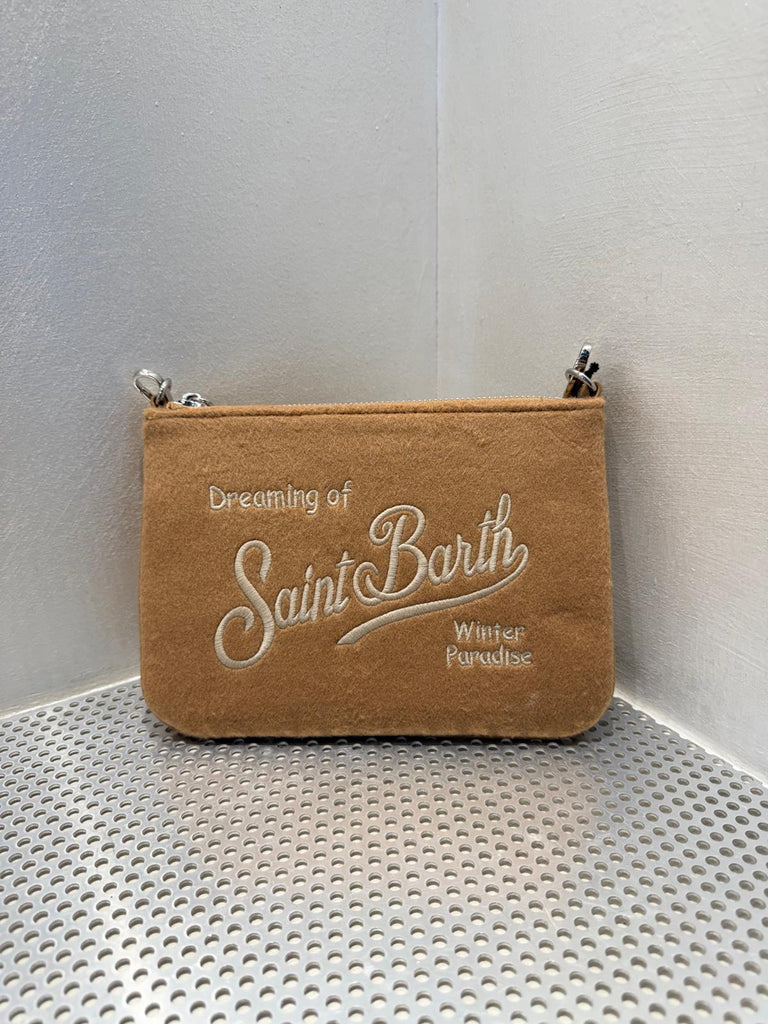 Dreaming of
Saint Barth
Winter
Paradise